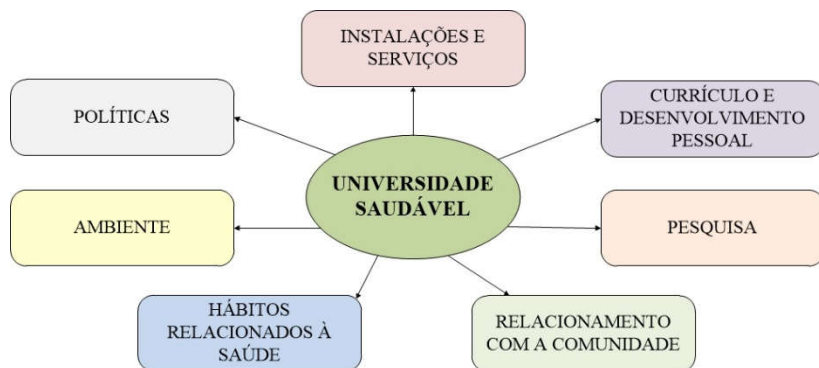 INSTALAÇÕES E
SERVIÇOS
POLÍTICAS
CURRÍCULO E
DESENVOLVIMENTO
PESSOAL
UNIVERSIDADE
SAUDÁVEL
AMBIENTE
PESQUISA
HÁBITOS
RELACIONADOS À
SAÚDE
RELACIONAMENTO
COM A COMUNIDADE